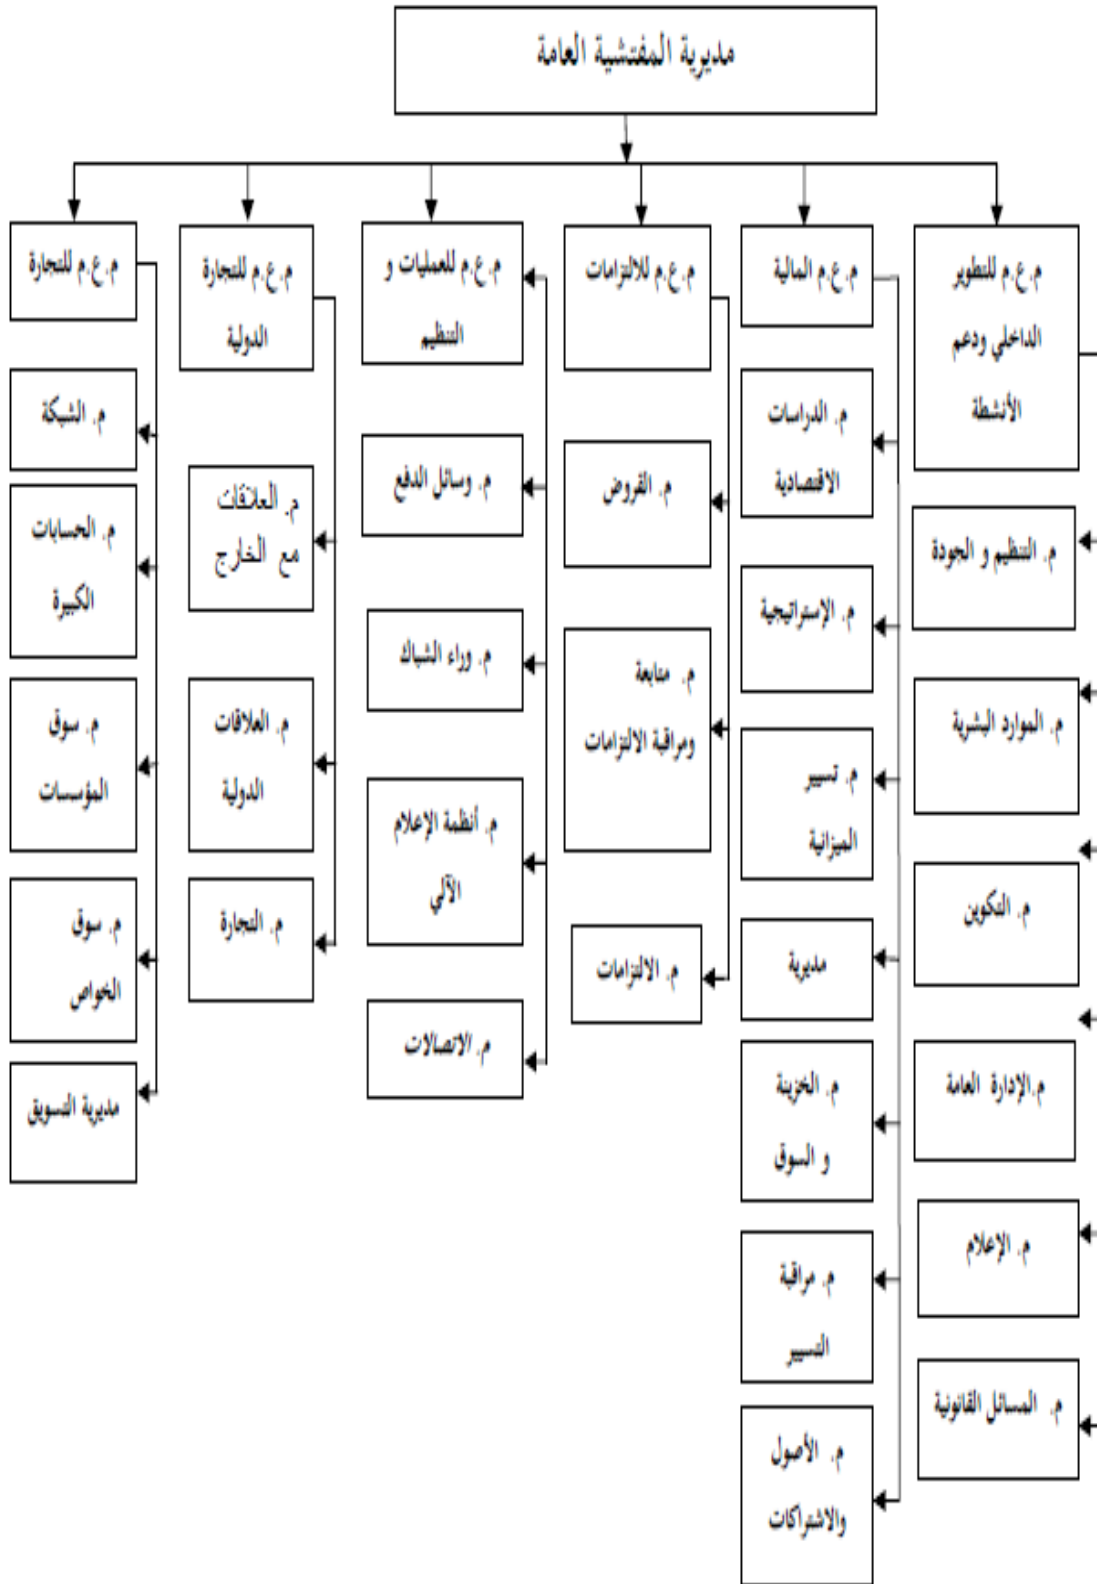 مديرية المفتشية العامة
م.ع.م للتطوير
الداخلي ودعم
الأنشطة
م. التنظيم و الجودة
م. الموارد البشرية
م. التكوين
م.الإدارة العامة
م. الإعلام
م. المسائل القانونية
م.ع.م المالية
م. الدراسات
الاقتصادية
م. الإستراتيجية
م. تسيير
الميزانية
مديرية
م. الخزينة
و السوق
م. مراقبة
التسيير
م. الأصول
والاشتراكات
م.ع.م للالتزامات
م. القروض
م. متابعة
ومراقبة الالتزامات
م. الالتزامات
م.ع.م للعمليات و
التنظيم
م. وسائل الدفع
م. وراء الشباك
م. أنظمة الإعلام
الآلي
م. الاتصالات
م.ع.م للتجارة
الدولية
م. العلاقات
مع الخارج
م. العلاقات
الدولية
م. التجارة
م.ع.م للتجارة
م. الشبكة
م. الحسابات
الكبيرة
م. سوق
المؤسسات
م. سوق
الخواص
مديرية التسويق